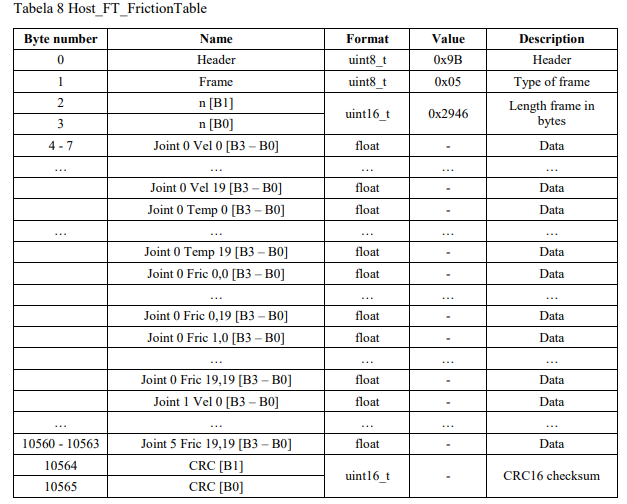 Tabela 8 Host_FT_FrictionTable
Byte number Name Format Value Description
0 Header uint8_t 0x9B Header
1 Frame uint8_t 0x05 Type of frame
2 n [B1] uint16_t 0x2946 Length frame in bytes
3 n [B0]
4 - 7 Joint 0 Vel 0 [B3 – B0] float - Data
… … … … …
Joint 0 Vel 19 [B3 – B0] float - Data
Joint 0 Temp 0 [B3 – B0] float - Data
… … … … …
Joint 0 Temp 19 [B3 – B0] float - Data
Joint 0 Fric 0,0 [B3 – B0] float - Data
… … … …
Joint 0 Fric 0,19 [B3 – B0] float - Data
Joint 0 Fric 1,0 [B3 – B0] float - Data
… … … …
Joint 0 Fric 19,19 [B3 – B0] float - Data
Joint 1 Vel 0 [B3 – B0] float - Data
… … … … …
10560 - 10563 Joint 5 Fric 19,19 [B3 – B0] float - Data
10564 CRC [B1] uint16_t - CRC16 checksum
10565 CRC [B0]